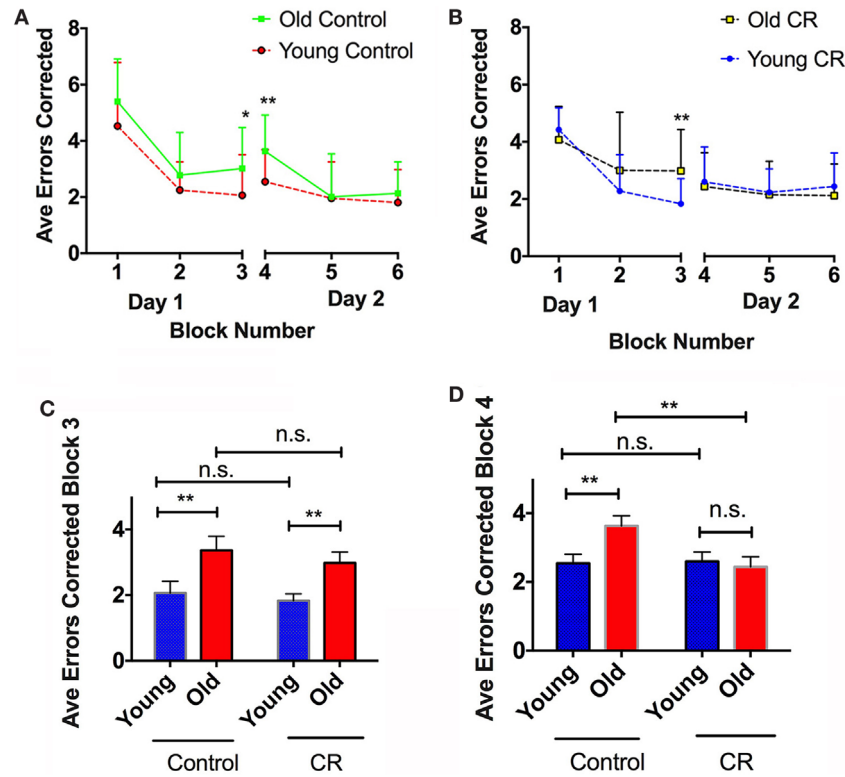 A
Old Control
Young Control
Ave Errors Corrected
8
6
4
2
0
* **
1 2 3 4 5 6
Day 1 Day 2
Block Number
B
Old CR
Young CR
Ave Errors Corrected
8
6
4
2
0
**
1 2 3 4 5 6
Day 1 Day 2
Block Number
C
Ave Errors Corrected Block 3
n.s.
n.s.
** **
4
2
0
Young Old Young Old
Control CR
D
Ave Errors Corrected Block 4
**
n.s.
** n.s.
4
2
0
Young Old Young Old
Control CR